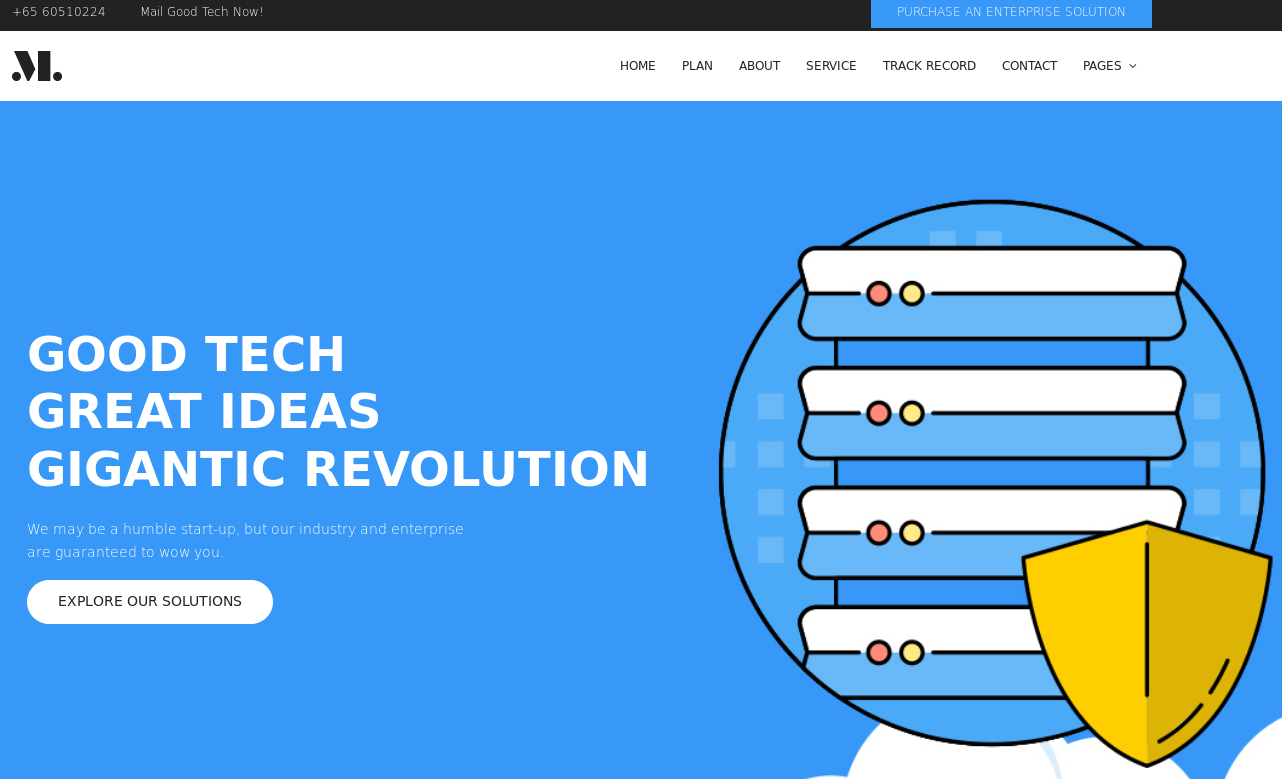 +65 60510224 Mail Good Tech Now! PURCHASE AN ENTERPRISE SOLUTION
M. HOME PLAN ABOUT SERVICE TRACK RECORD CONTACT PAGES
GOOD TECH
GREAT IDEAS
GIGANTIC REVOLUTION
We may be a humble start-up, but our industry and enterprise
are guaranteed to wow you.
EXPLORE OUR SOLUTIONS